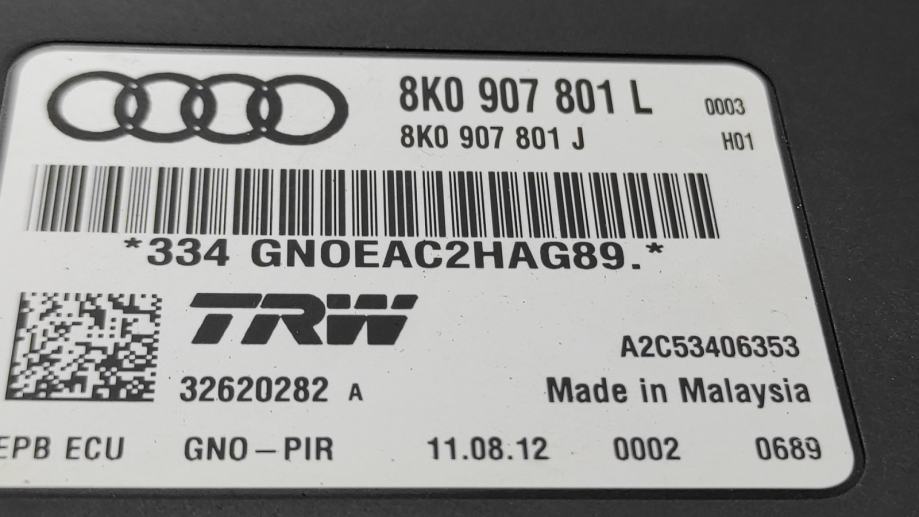 8K0 907 801 L 0003
8K0 907 801 J H01
*334 GNOEAC2HAG89.*
TRW
A2C53406353
32620282 A Made in Malaysia
EPB ECU GNO-PIR 11.08.12 0002 0689